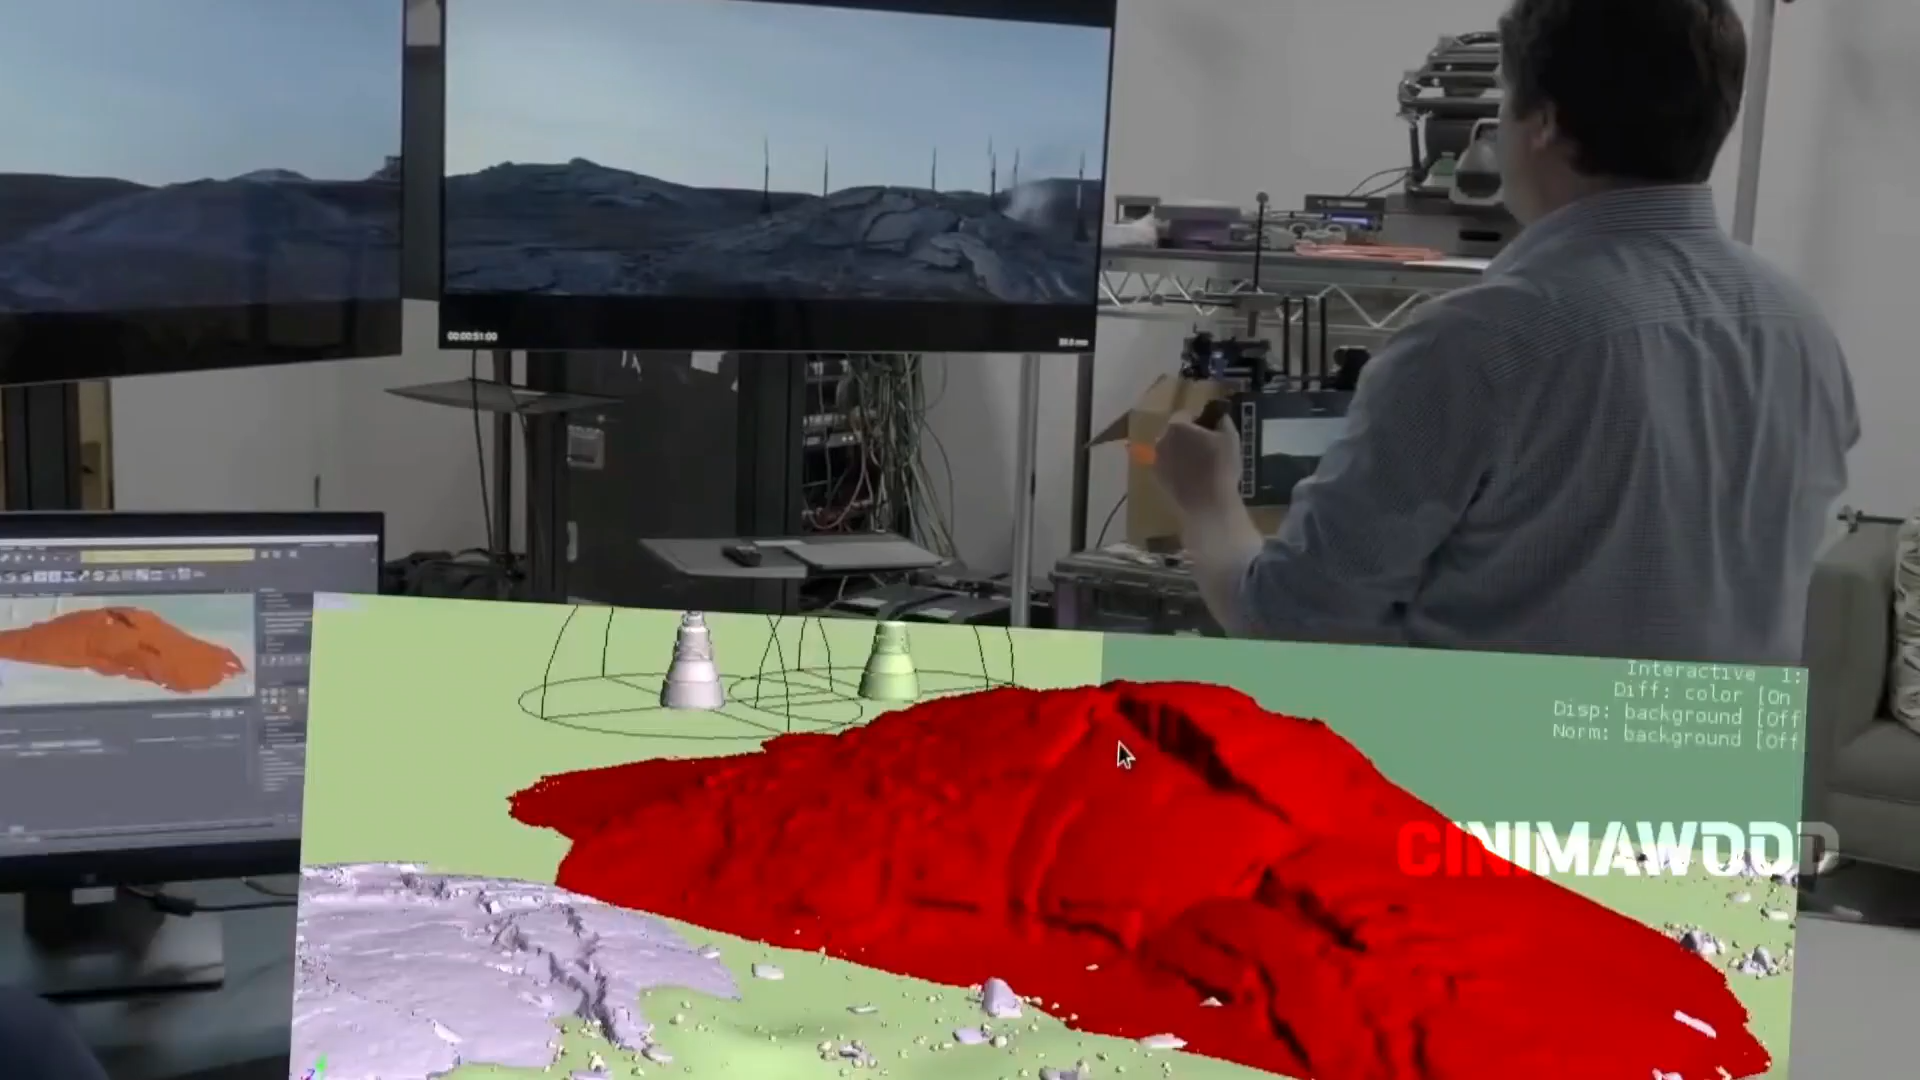 00:00:51:00
Interactive 1:
Diff: color [On
Disp: background [Off
Norm: background [Off
CINIMAWOOD